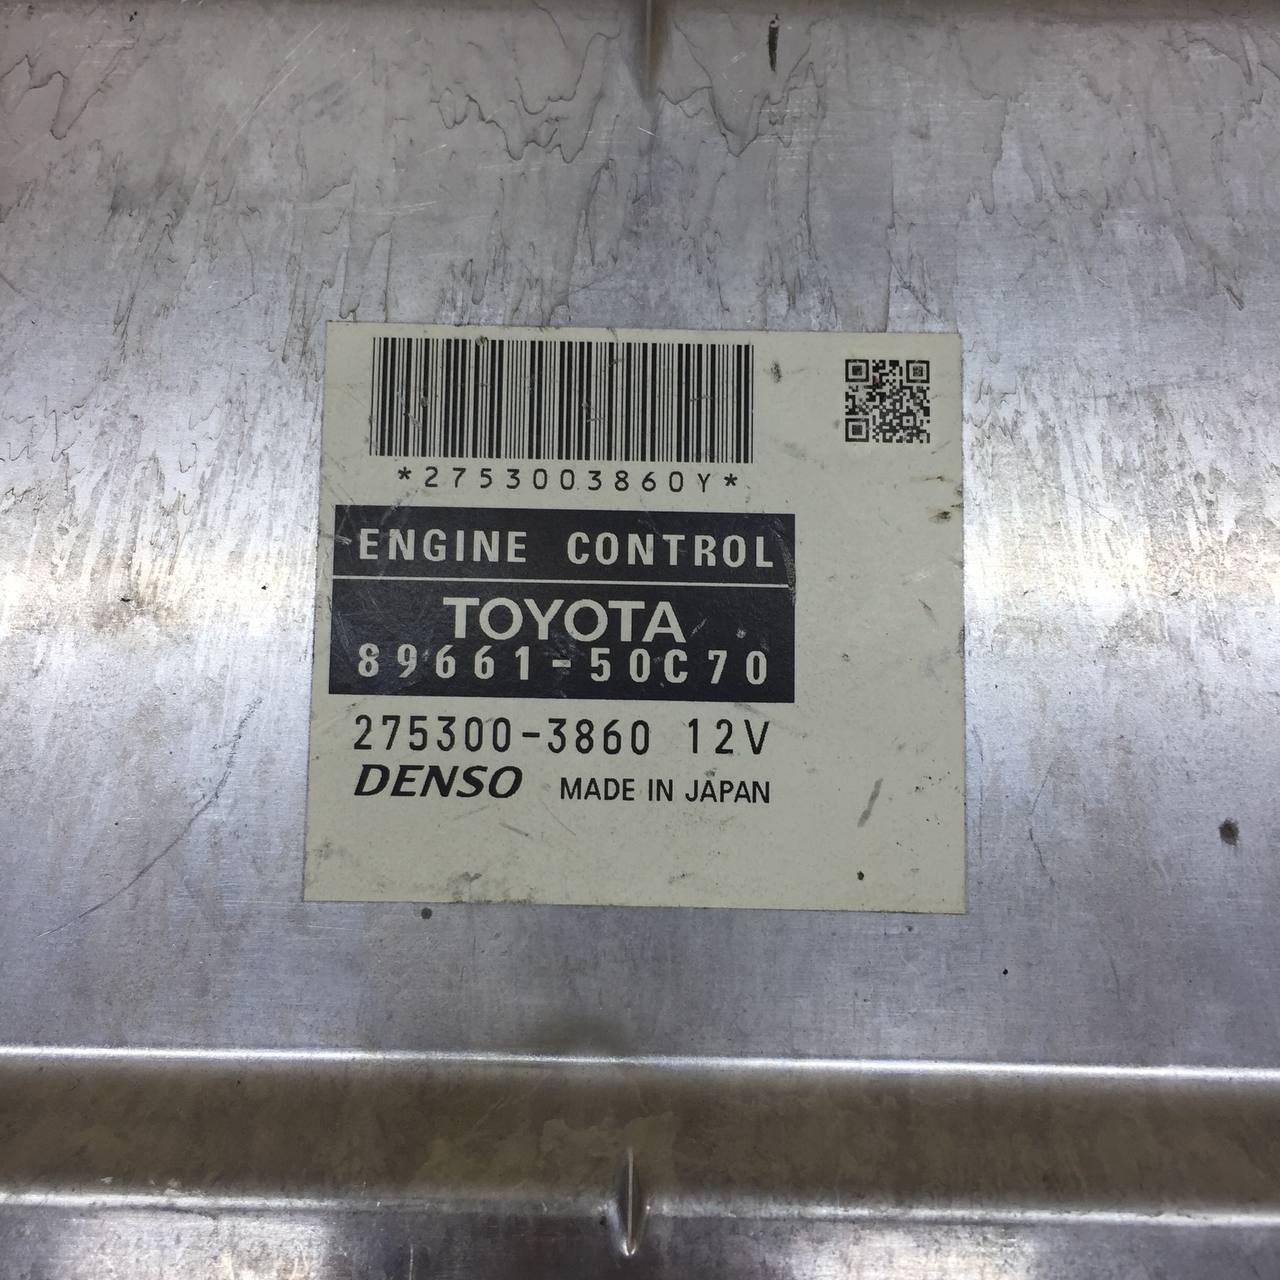 *2753003860Y*
ENGINE CONTROL
TOYOTA
89661-50C70
275300-3860 12V
DENSO MADE IN JAPAN